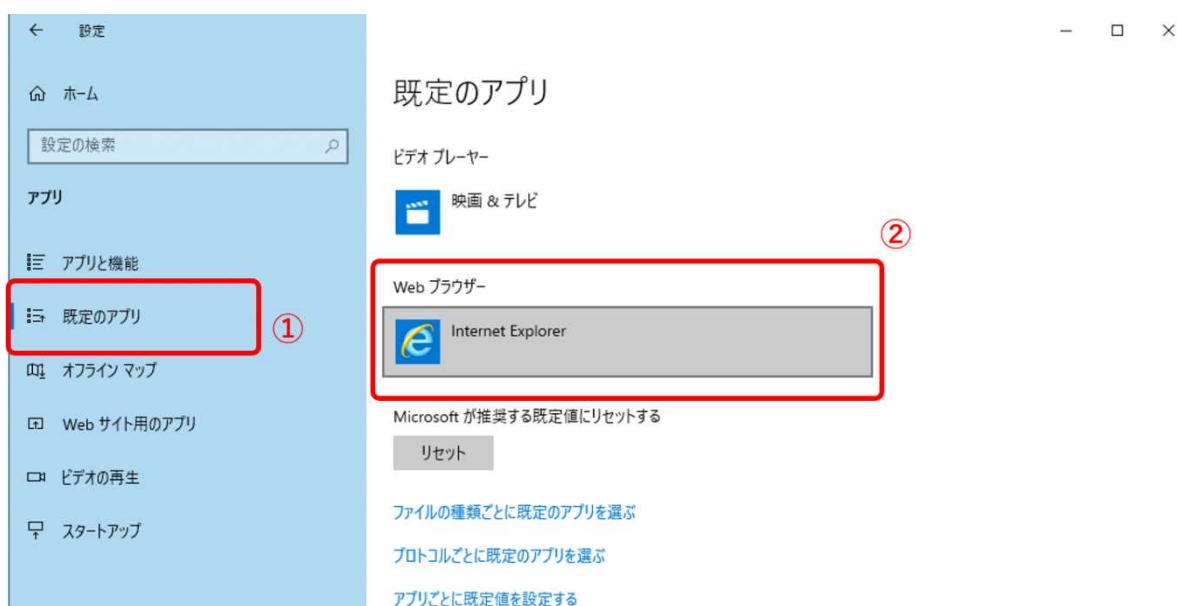 設定
ホーム
設定の検索
アプリ
アプリと機能
既定のアプリ
①
オフライン マップ
Web サイト用のアプリ
ビデオの再生
スタートアップ
既定のアプリ
ビデオ プレーヤー
映画 & テレビ
②
Web ブラウザー
Internet Explorer
Microsoft が推奨する既定値にリセットする
リセット
ファイルの種類ごとに既定のアプリを選ぶ
プロトコルごとに既定のアプリを選ぶ
アプリごとに既定値を設定する